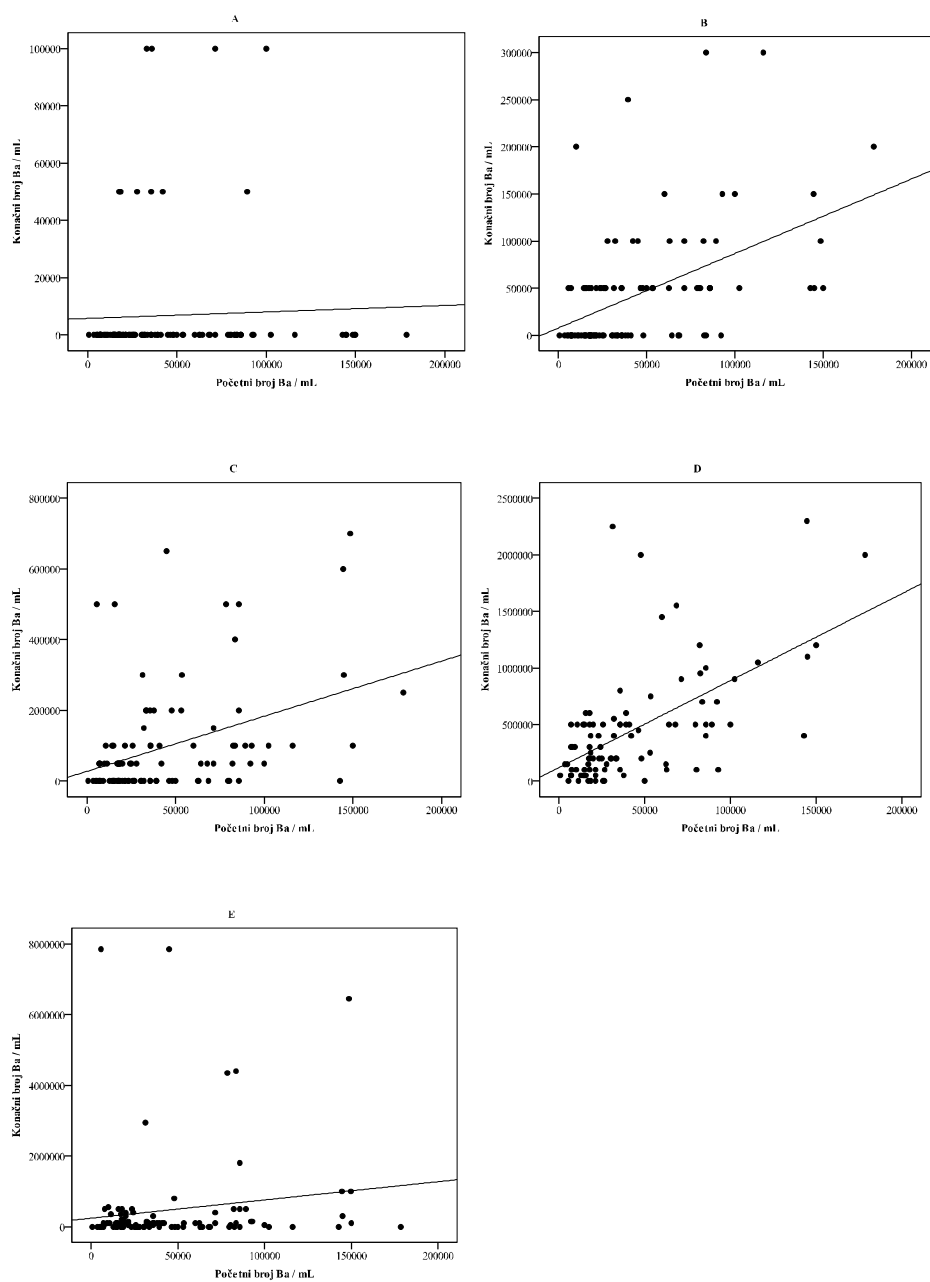 A
Konačni broj Ba / mL
100000
80000
60000
40000
20000
0
0 50000 100000 150000 200000
Početni broj Ba / mL
B
Konačni broj Ba / mL
300000
250000
200000
150000
100000
50000
0
0 50000 100000 150000 200000
Početni broj Ba / mL
C
Konačni broj Ba / mL
800000
600000
400000
200000
0
0 50000 100000 150000 200000
Početni broj Ba / mL
D
Konačni broj Ba / mL
2500000
2000000
1500000
1000000
500000
0
0 50000 100000 150000 200000
Početni broj Ba / mL
E
Konačni broj Ba / mL
8000000
6000000
4000000
2000000
0
0 50000 100000 150000 200000
Početni broj Ba / mL